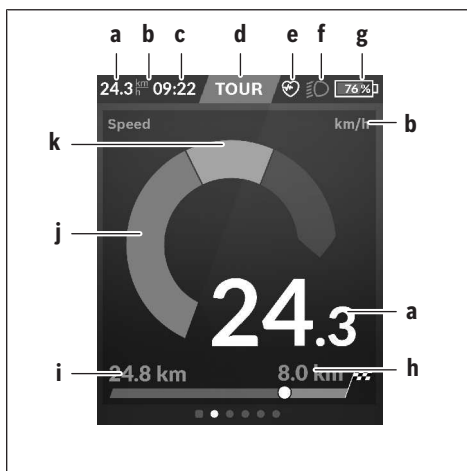 a b c d e f g
24.3 km/h 09:22 TOUR 76 %
Speed km/h b
k
j
24.3 a
i 24.8 km 8.0 km h